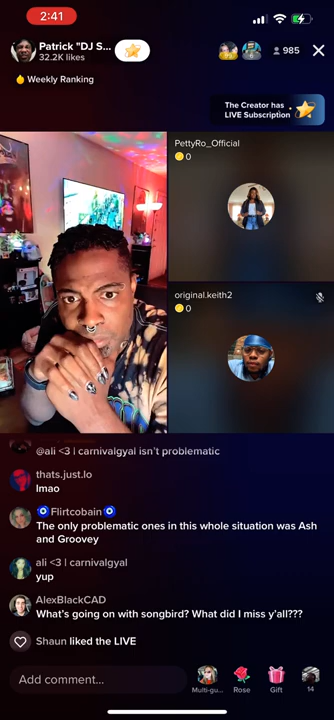 2:41
Patrick "DJ S...
32.2K likes
985
Weekly Ranking
The Creator has
LIVE Subscription
PettyRo_Official
0
original.keith2
0
@ali <3 | carnivalgyal isn't problematic
thats.just.lo
lmao
🧿Flirtcobain🧿
The only problematic ones in this whole situation was Ash
and Groovey
ali <3 | carnivalgyal
yup
AlexBlackCAD
What's going on with songbird? What did I miss y'all???
Shaun liked the LIVE
Add comment...
Multi-gu...
Rose
Gift
14